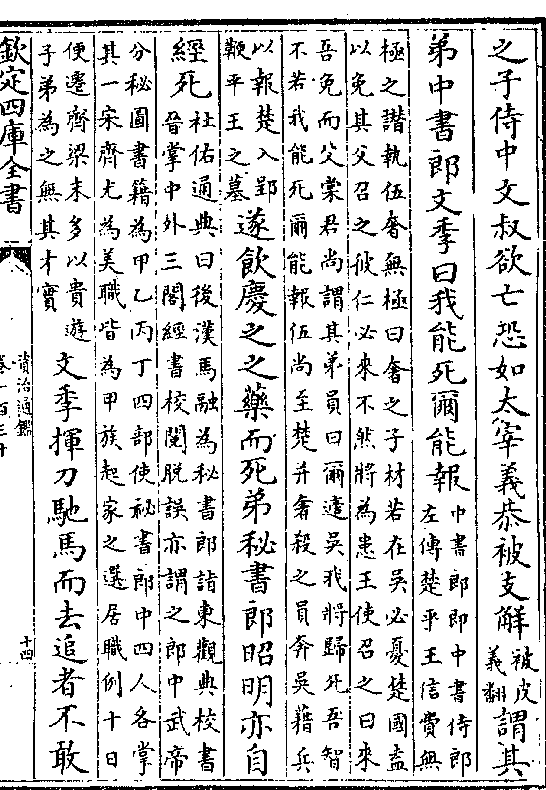 之子侍中文叔欲亡恐如太宰義恭被支解被皮義翻謂其
弟中書郎文季曰我能死爾能報中書郎即中書侍郎左傳楚平王信費無
極之譖執伍奢無極曰奢之子材若在吳必憂楚國盍
以免其父召之彼仁必來不然將為患王使召之曰來
吾免而父棠君尚謂其弟員曰爾適吳我將歸死吾智
不若我能死爾能報伍尚至楚并奢殺之員奔吳藉兵
以報楚入郢鞭平王之墓遂飲慶之之藥而死弟秘書郎昭明亦自
經死杜佑通典曰後漢馬融為秘書郎詣東觀典校書
晉掌中外三閣經書校閱脫誤亦謂之郎中武帝
分秘圖書籍為甲乙丙丁四部使祕書郎中四人各掌
其一宋齊尤為美職皆為甲族起家之選居職例十日
便遷齊梁末多以貴遊
子弟為之無其才實文季揮刀馳馬而去追者不敢
欽定四庫全書
資治通鑑
卷一百三十
十四